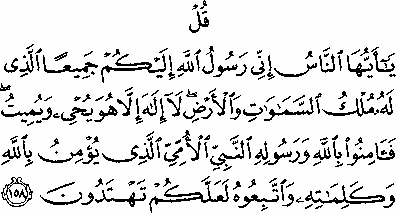 قُلْ
يَـٰٓأَيُّهَا ٱلنَّاسُ إِنِّى رَسُولُ ٱللَّهِ إِلَيْكُمْ جَمِيعًا ٱلَّذِى
لَهُۥ مُلْكُ ٱلسَّمَـٰوَٰتِ وَٱلْأَرْضِ ۖ لَآ إِلَـٰهَ إِلَّا هُوَ يُحْىِۦ وَيُمِيتُ ۖ
فَـَٔامِنُوا۟ بِٱللَّهِ وَرَسُولِهِ ٱلنَّبِىِّ ٱلْأُمِّىِّ ٱلَّذِى يُؤْمِنُ بِٱللَّهِ
وَكَلِمَـٰتِهِۦ وَٱتَّبِعُوهُ لَعَلَّكُمْ تَهْتَدُونَ ١٥٨